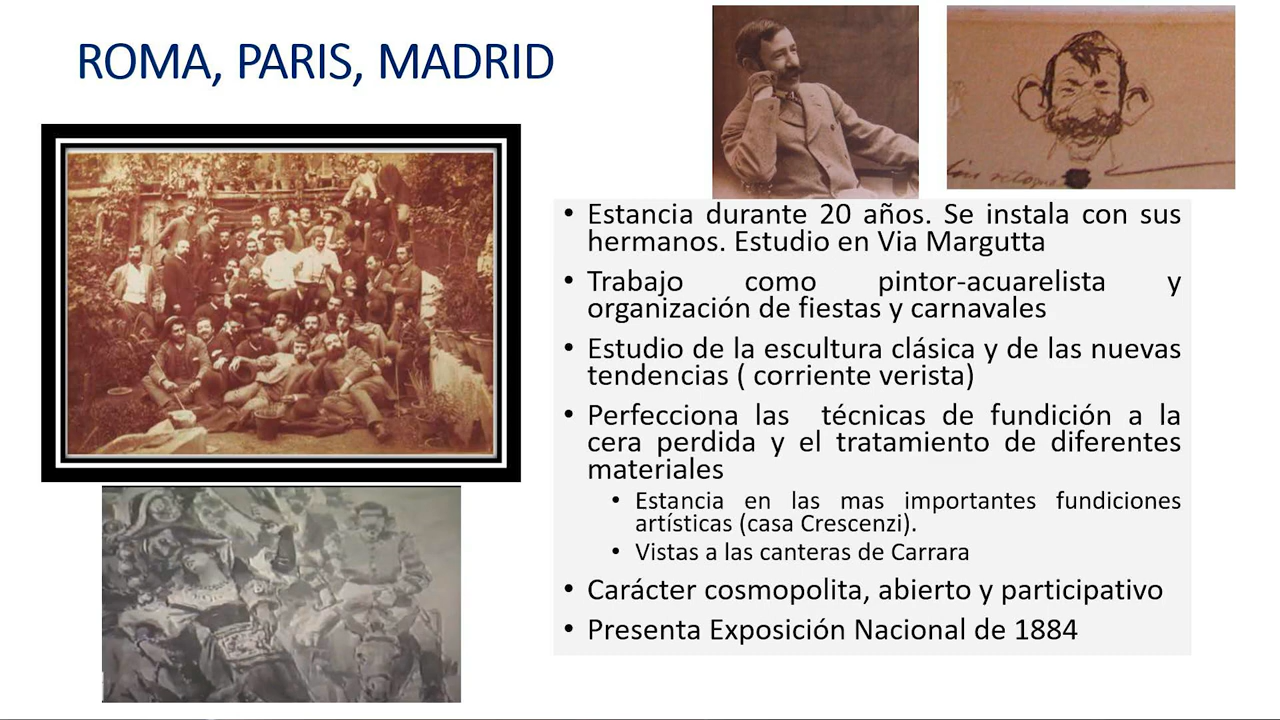 ROMA, PARIS, MADRID
• Estancia durante 20 años. Se instala con sus
hermanos. Estudio en Via Margutta
• Trabajo como pintor-acuarelista y
organización de fiestas y carnavales
• Estudio de la escultura clásica y de las nuevas
tendencias ( corriente verista)
• Perfecciona las técnicas de fundición a la
cera perdida y el tratamiento de diferentes
materiales
• Estancia en las mas importantes fundiciones
artísticas (casa Crescenzi).
• Vistas a las canteras de Carrara
• Carácter cosmopolita, abierto y participativo
• Presenta Exposición Nacional de 1884